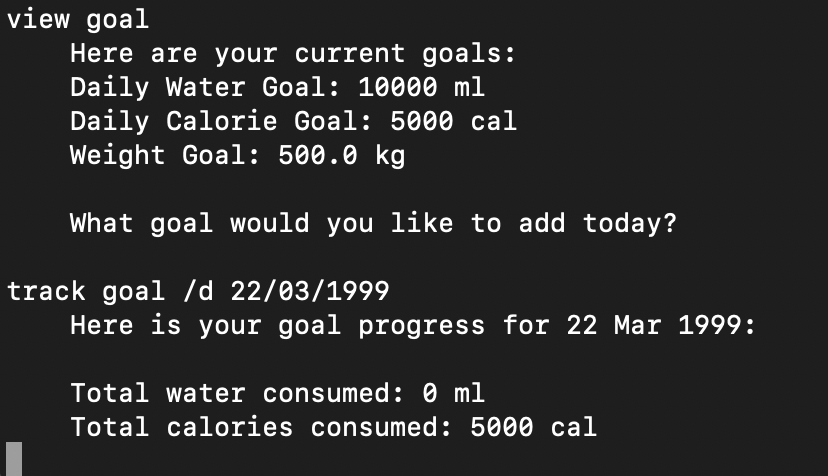 view goal
Here are your current goals:
Daily Water Goal: 10000 ml
Daily Calorie Goal: 5000 cal
Weight Goal: 500.0 kg
What goal would you like to add today?
track goal /d 22/03/1999
Here is your goal progress for 22 Mar 1999:
Total water consumed: 0 ml
Total calories consumed: 5000 cal